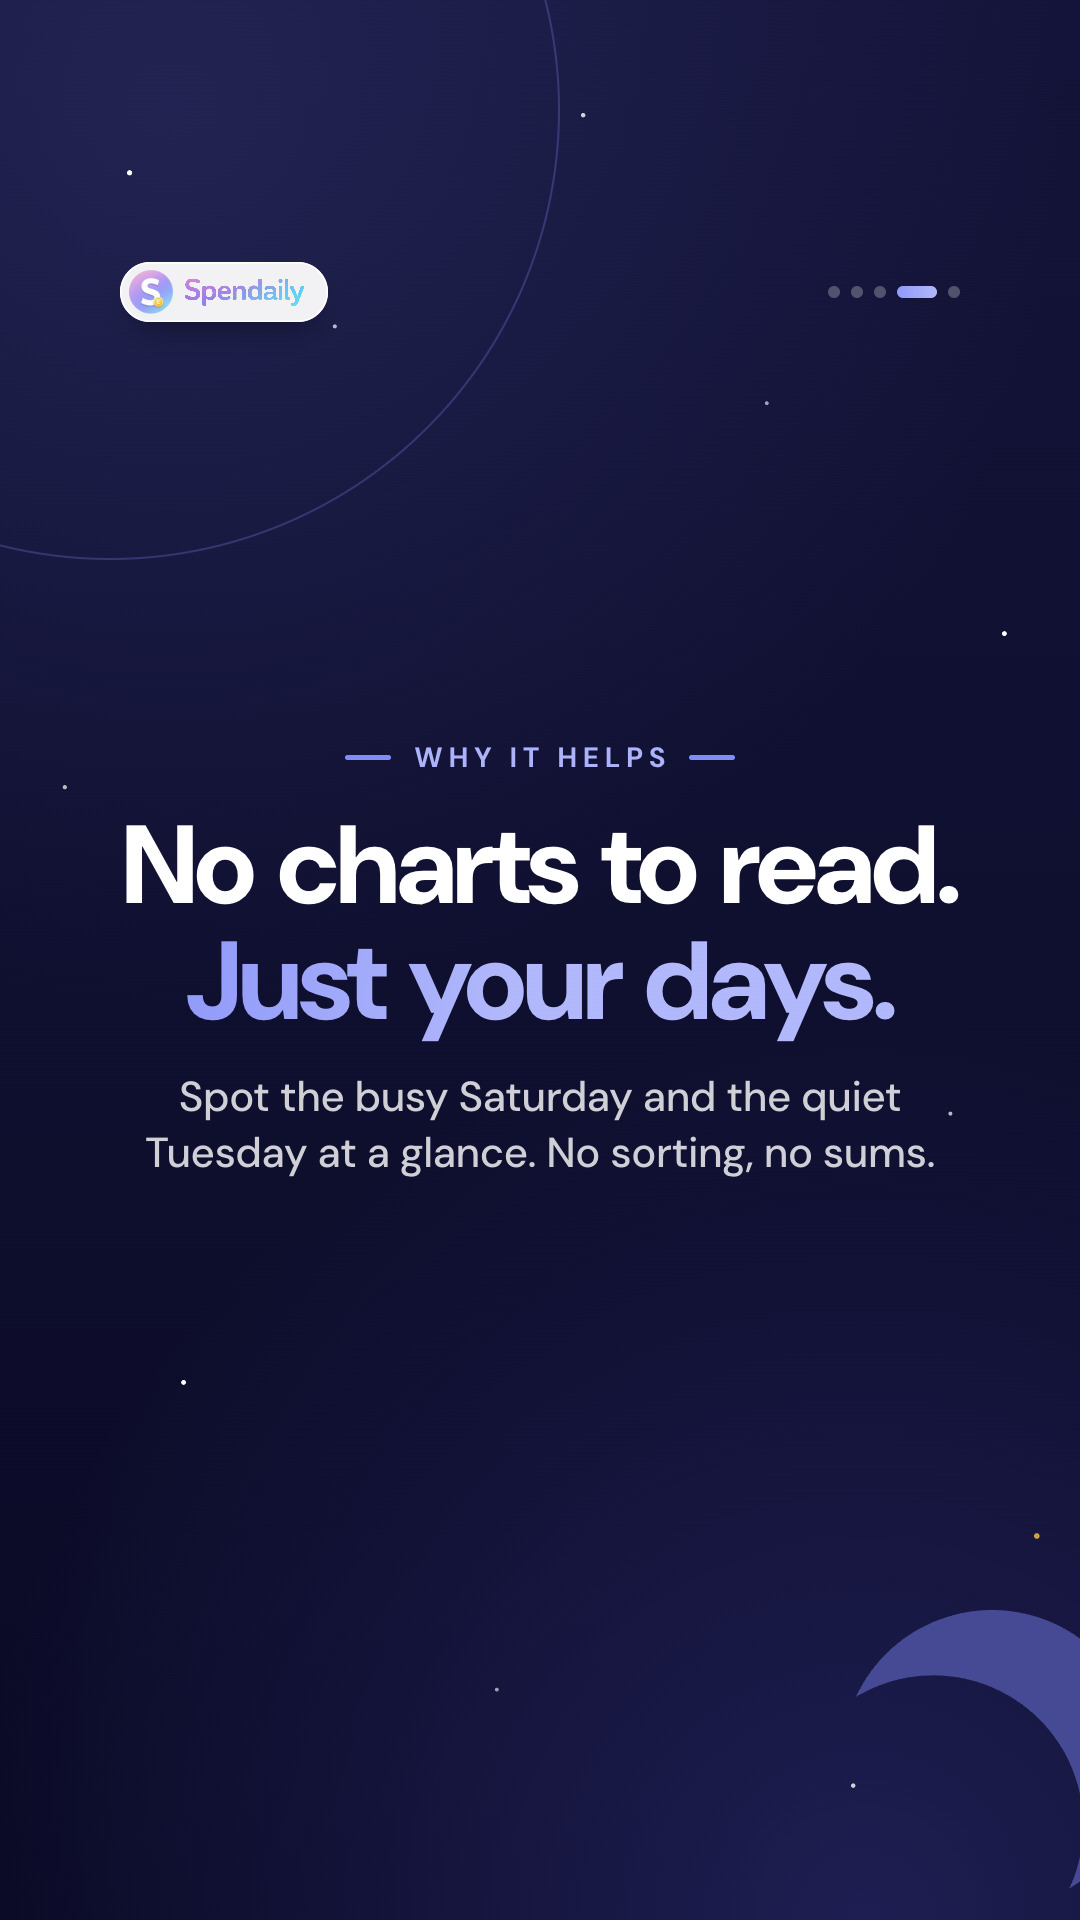 Spendaily
WHY IT HELPS
No charts to read.
Just your days.
Spot the busy Saturday and the quiet
Tuesday at a glance. No sorting, no sums.